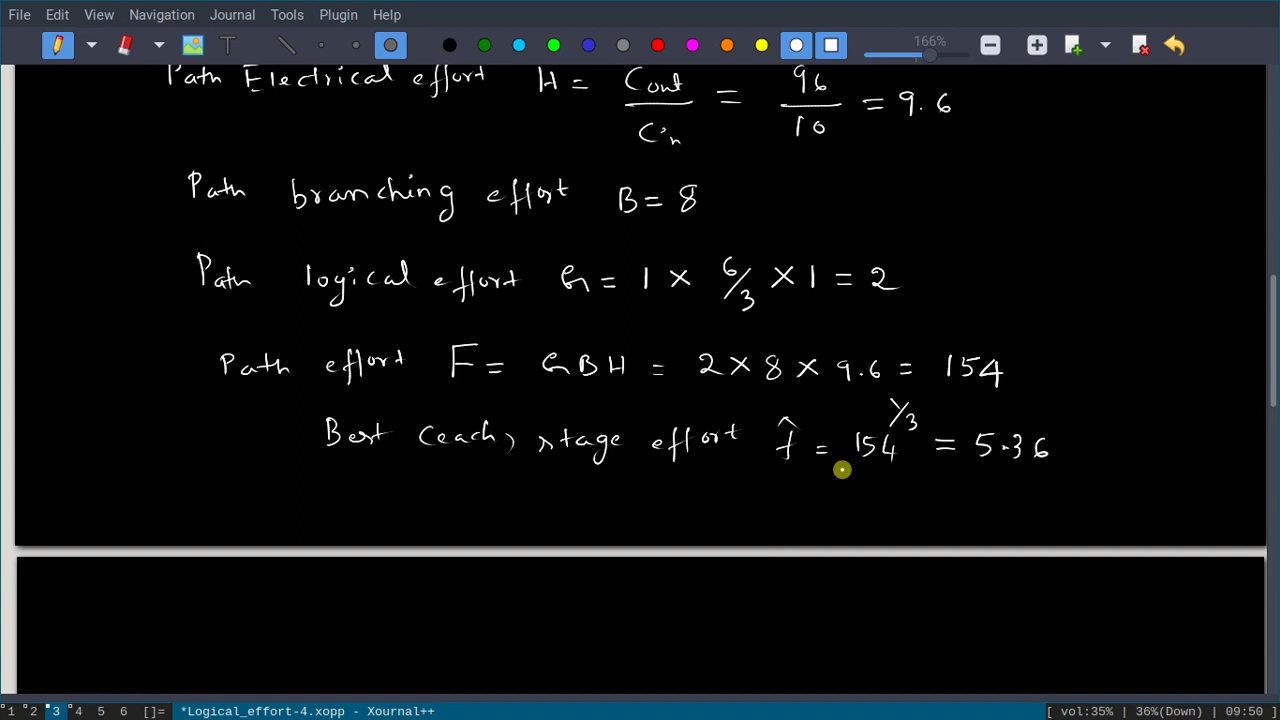 File Edit View Navigation Journal Tools Plugin Help
T 166%
Path Electrical effort H = Cout / Cin = 96 / 10 = 9.6
Path branching effort B = 8
Path logical effort G = 1 × 6/3 × 1 = 2
Path effort F = GBH = 2 × 8 × 9.6 = 154
Best (each) stage effort f̂ = 154^1/3 = 5.36
1 2 3 4 5 6 []= *Logical_effort-4.xopp - Xournal++ [ vol:35% | 36%(Down) | 09:50 ]